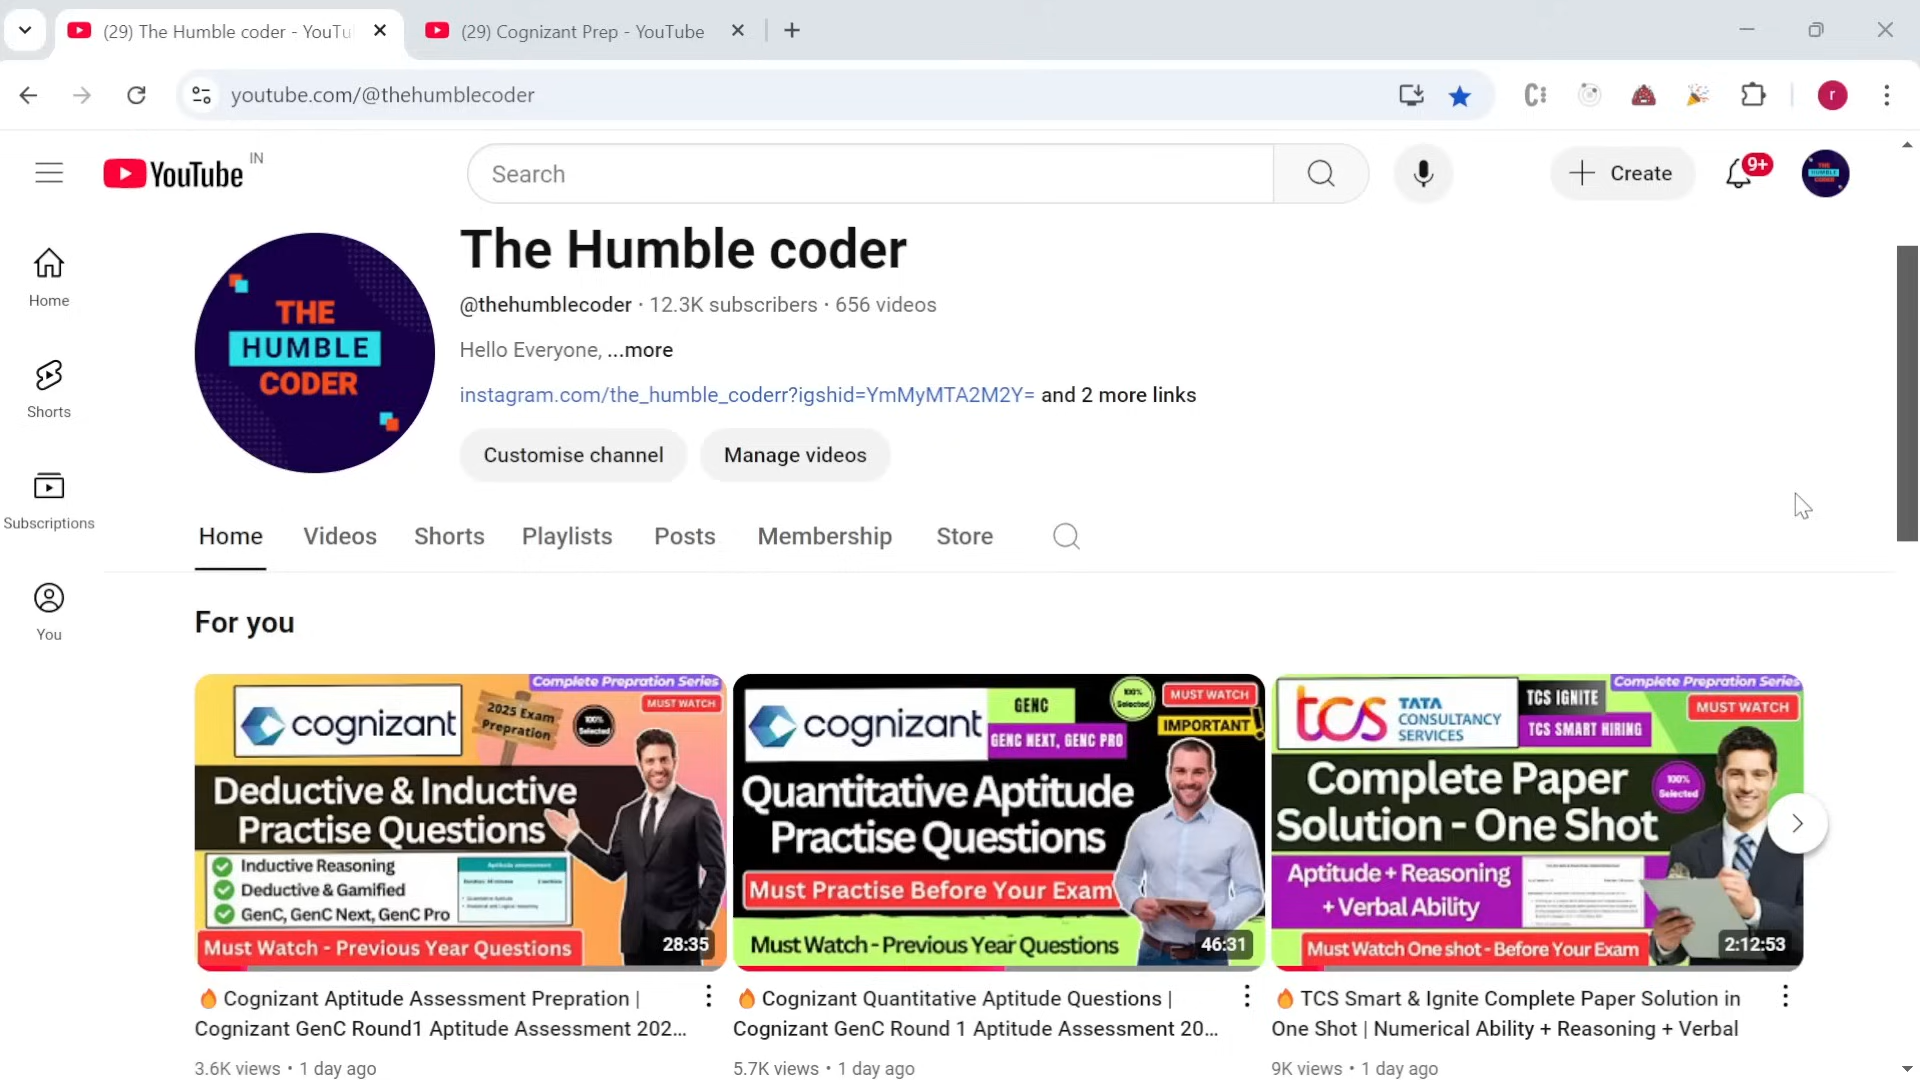 (29) The Humble coder - YouTu
(29) Cognizant Prep - YouTube
youtube.com/@thehumblecoder
r
YouTube IN
Search
Create
9+
The Humble coder
@thehumblecoder · 12.3K subscribers · 656 videos
Hello Everyone, ...more
instagram.com/the_humble_coderr?igshid=YmMyMTA2M2Y= and 2 more links
Customise channel
Manage videos
THE
HUMBLE
CODER
Home
Shorts
Subscriptions
You
Home
Videos
Shorts
Playlists
Posts
Membership
Store
For you
Complete Prepration Series
cognizant
2025 Exam
Prepration
100%
Selected
MUST WATCH
Deductive & Inductive
Practise Questions
Inductive Reasoning
Deductive & Gamified
GenC, GenC Next, GenC Pro
Aptitude assessment
Must Watch - Previous Year Questions
28:35
cognizant
GENC
GENC NEXT, GENC PRO
100%
Selected
MUST WATCH
IMPORTANT!
Quantitative Aptitude
Practise Questions
Must Practise Before Your Exam
Must Watch - Previous Year Questions
46:31
Complete Prepration Series
tcs TATA
CONSULTANCY
SERVICES
TCS IGNITE
TCS SMART HIRING
MUST WATCH
Complete Paper
Solution - One Shot
100%
Selected
Aptitude + Reasoning
+ Verbal Ability
Must Watch One shot - Before Your Exam
2:12:53
🔥 Cognizant Aptitude Assessment Prepration |
Cognizant GenC Round1 Aptitude Assessment 202...
3.6K views · 1 day ago
🔥 Cognizant Quantitative Aptitude Questions |
Cognizant GenC Round 1 Aptitude Assessment 20...
5.7K views · 1 day ago
🔥 TCS Smart & Ignite Complete Paper Solution in
One Shot | Numerical Ability + Reasoning + Verbal
9K views · 1 day ago